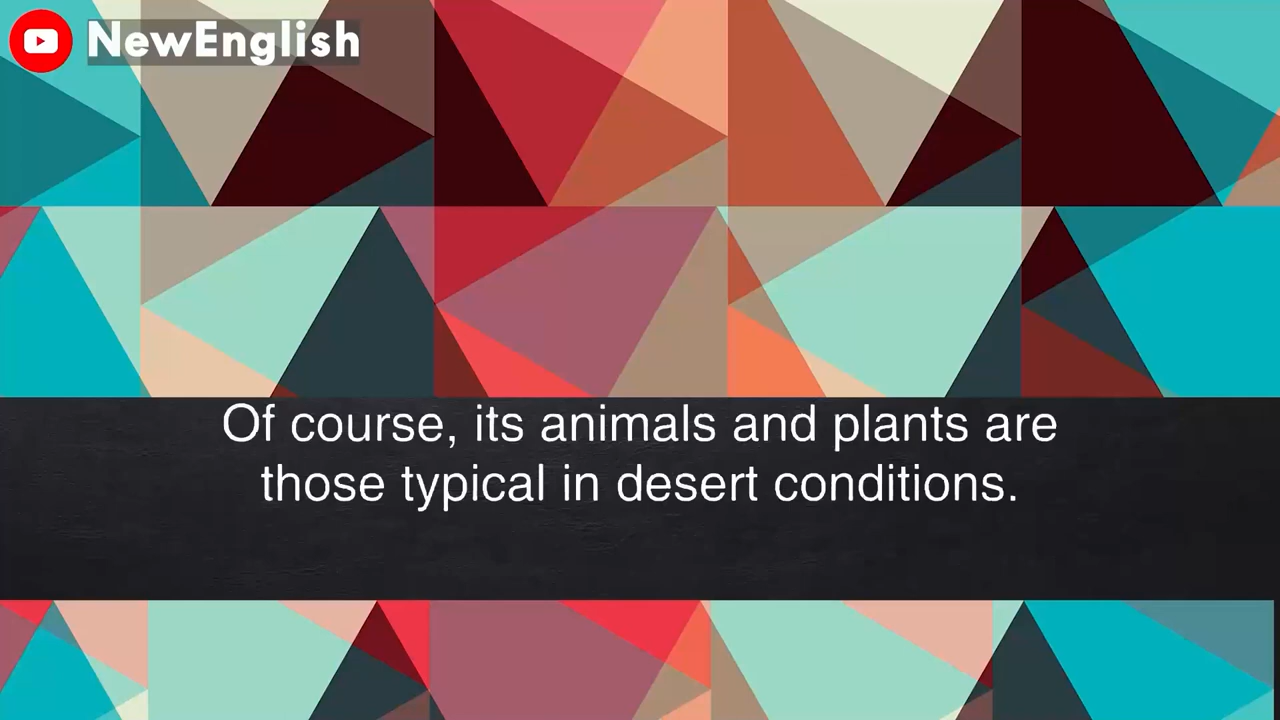 NewEnglish
Of course, its animals and plants are
those typical in desert conditions.